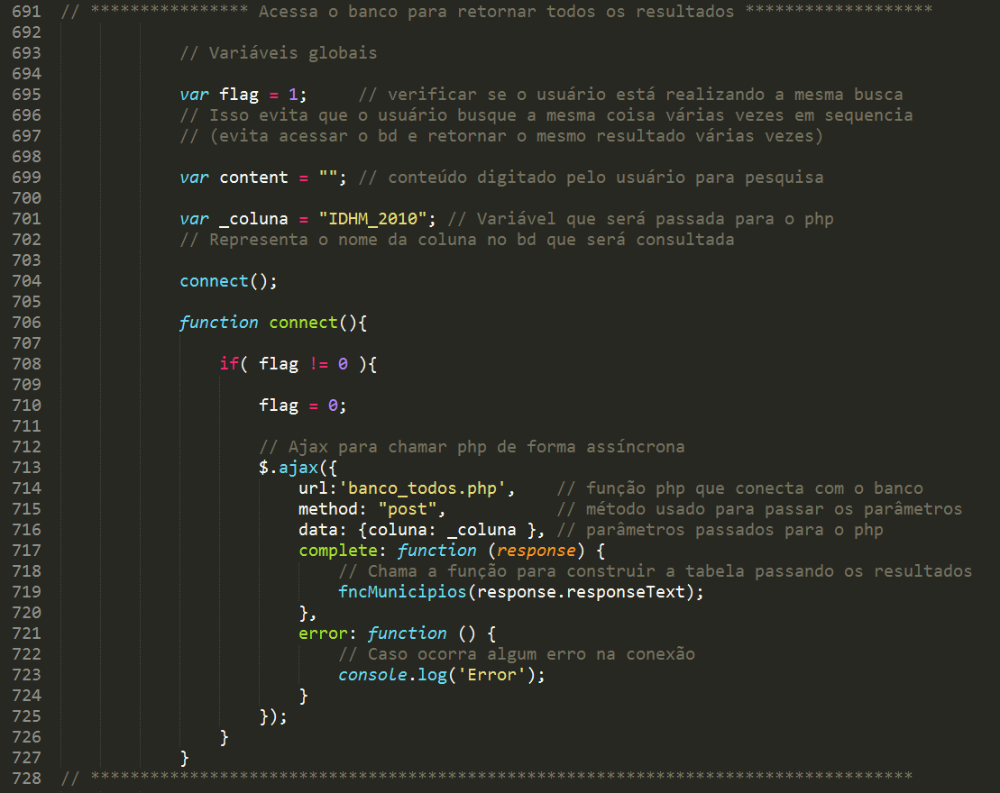 691 // **************** Acessa o banco para retornar todos os resultados *******************
692
693 // Variáveis globais
694
695 var flag = 1; // verificar se o usuário está realizando a mesma busca
696 // Isso evita que o usuário busque a mesma coisa várias vezes em sequencia
697 // (evita acessar o bd e retornar o mesmo resultado várias vezes)
698
699 var content = ""; // conteúdo digitado pelo usuário para pesquisa
700
701 var _coluna = "IDHM_2010"; // Variável que será passada para o php
702 // Representa o nome da coluna no bd que será consultada
703
704 connect();
705
706 function connect(){
707
708 if( flag != 0 ){
709
710 flag = 0;
711
712 // Ajax para chamar php de forma assíncrona
713 $.ajax({
714 url:'banco_todos.php', // função php que conecta com o banco
715 method: "post", // método usado para passar os parâmetros
716 data: {coluna: _coluna }, // parâmetros passados para o php
717 complete: function (response) {
718 // Chama a função para construir a tabela passando os resultados
719 fncMunicipios(response.responseText);
720 },
721 error: function () {
722 // Caso ocorra algum erro na conexão
723 console.log('Error');
724 }
725 });
726 }
727 }
728 // ***********************************************************************************